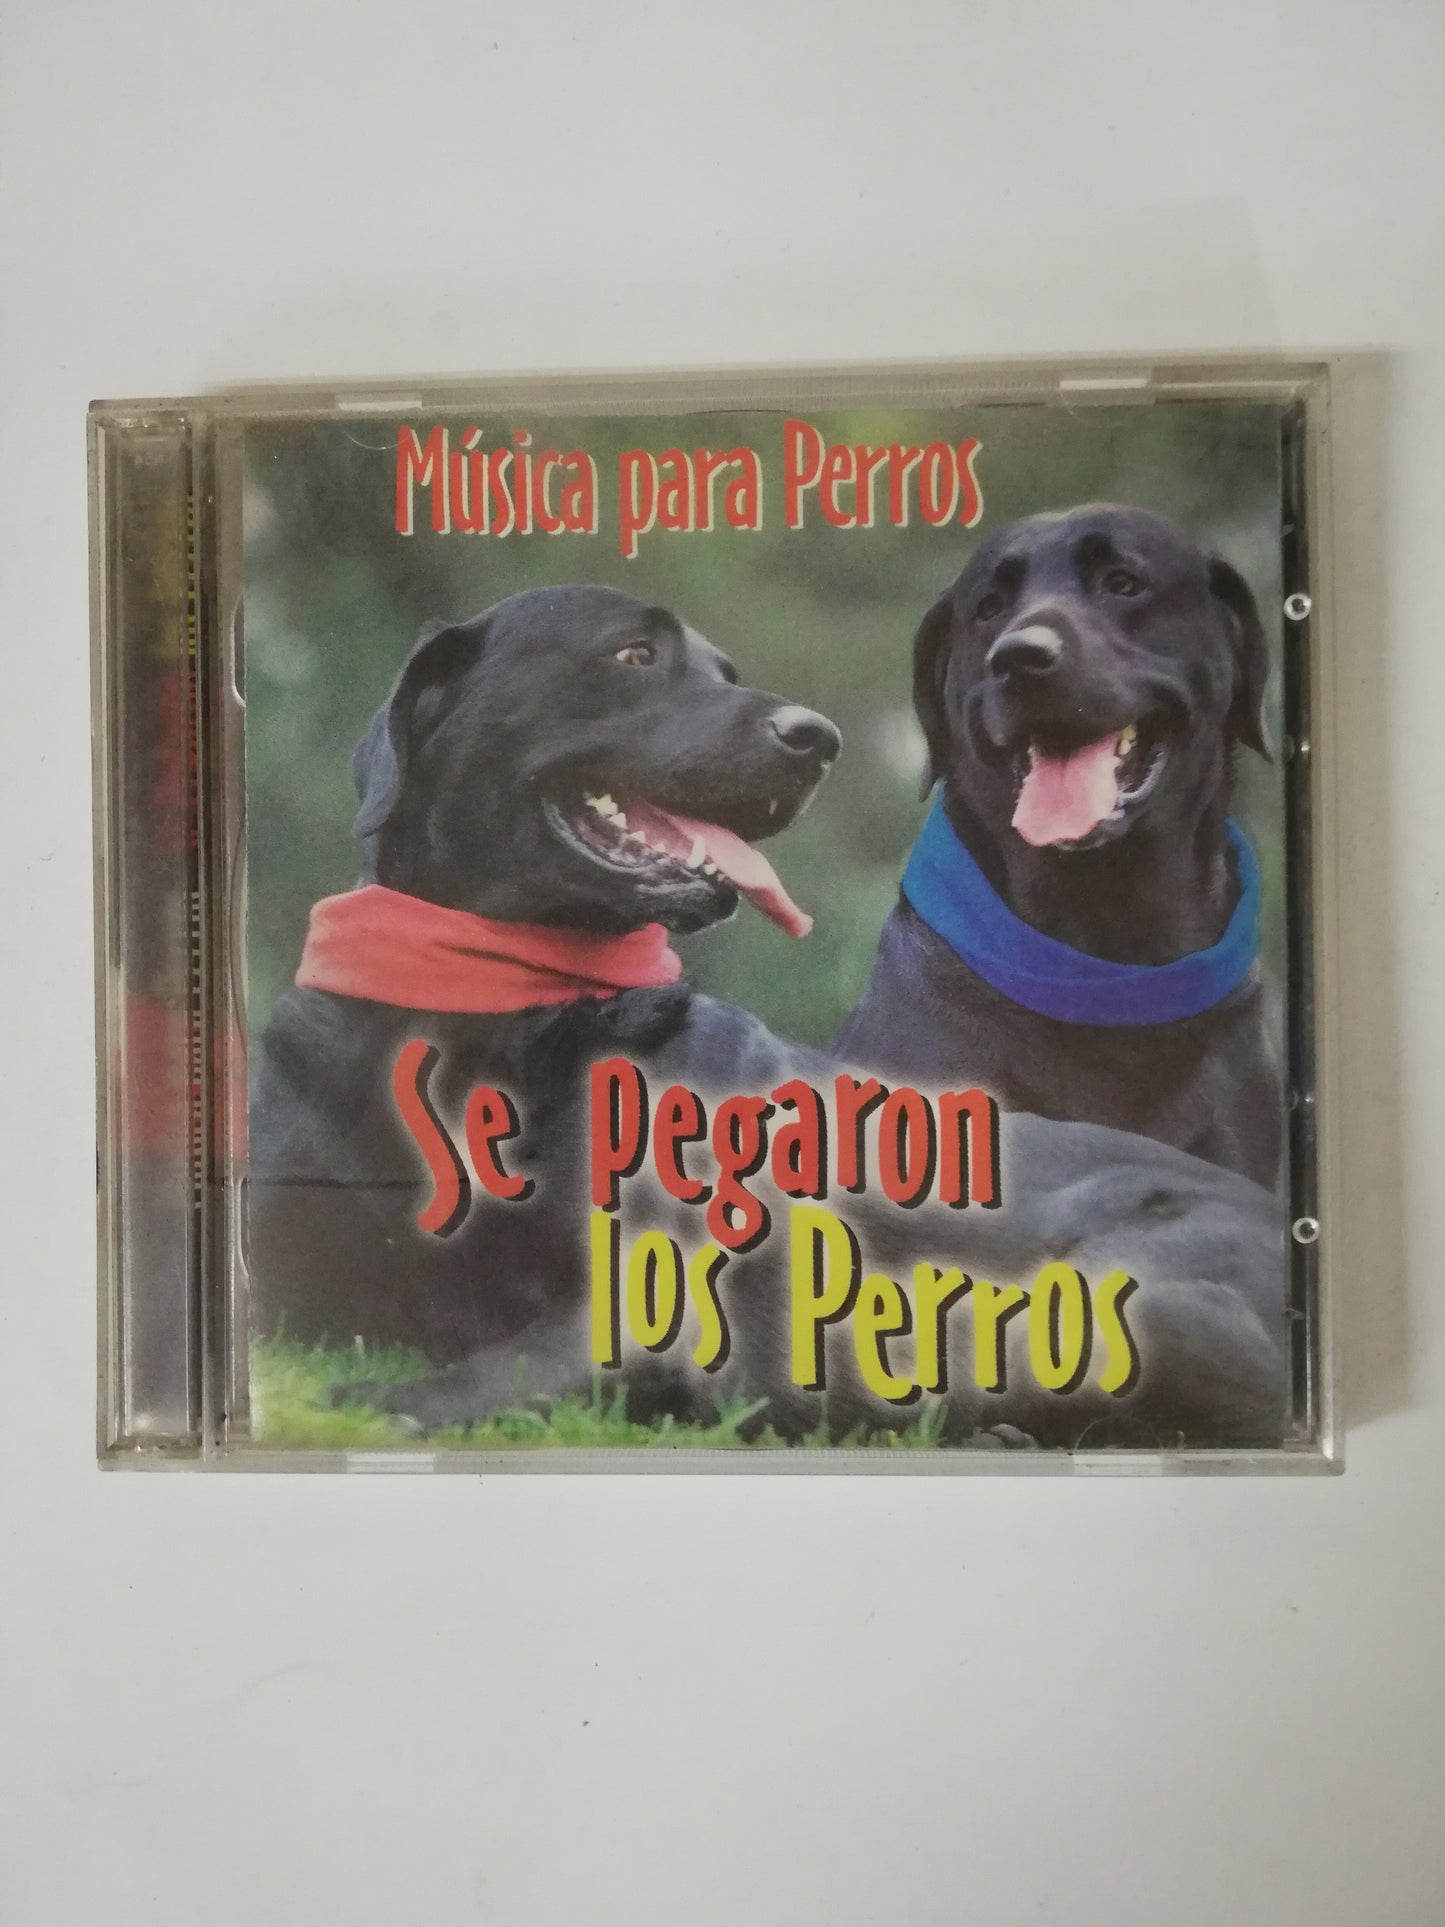 Música para Perros
Se pegaron
los Perros